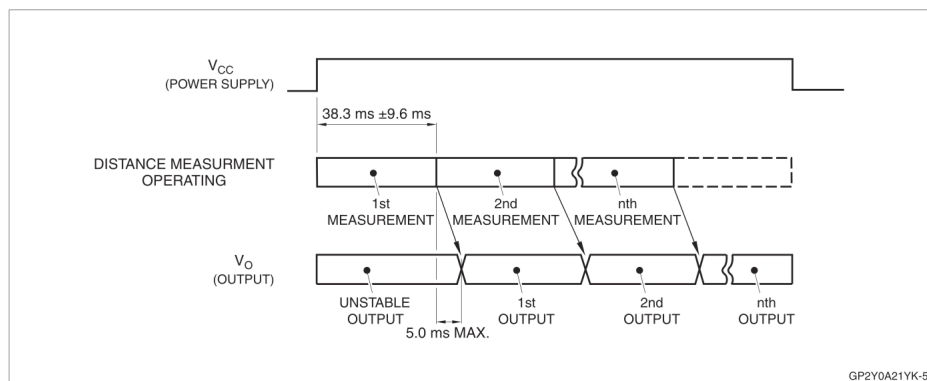 VCC
(POWER SUPPLY)
38.3 ms ±9.6 ms
DISTANCE MEASURMENT
OPERATING
1st
MEASUREMENT
2nd
MEASUREMENT
nth
MEASUREMENT
VO
(OUTPUT)
UNSTABLE
OUTPUT
1st
OUTPUT
2nd
OUTPUT
nth
OUTPUT
5.0 ms MAX.
GP2Y0A21YK-5